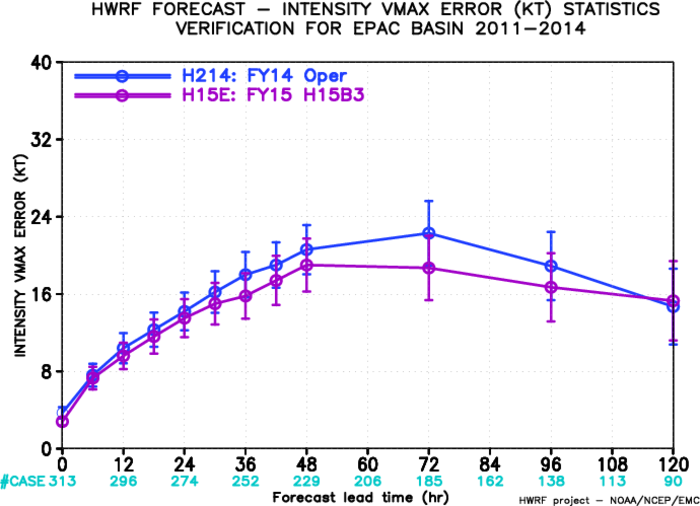 HWRF FORECAST – INTENSITY VMAX ERROR (KT) STATISTICS
VERIFICATION FOR EPAC BASIN 2011–2014
H214: FY14 Oper
H15E: FY15 H15B3
INTENSITY VMAX ERROR (KT)
40
32
24
16
8
0
0 12 24 36 48 60 72 84 96 108 120
#CASE 313 296 274 252 229 206 185 162 138 113 90
Forecast lead time (hr)
HWRF project – NOAA/NCEP/EMC